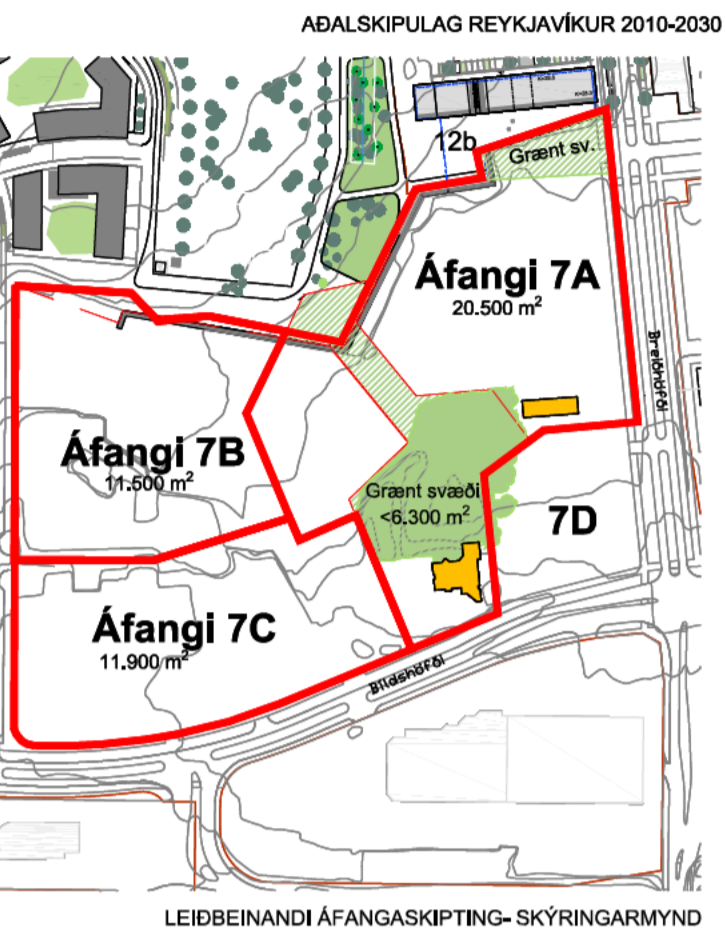 AÐALSKIPULAG REYKJAVÍKUR 2010-2030
12b
Grænt sv.
Áfangi 7A
20.500 m²
Breiðhöfði
Áfangi 7B
11.500 m²
Grænt svæði
<6.300 m²
7D
Áfangi 7C
11.900 m²
Bíldshöfði
LEIÐBEINANDI ÁFANGASKIPTING- SKÝRINGARMYND